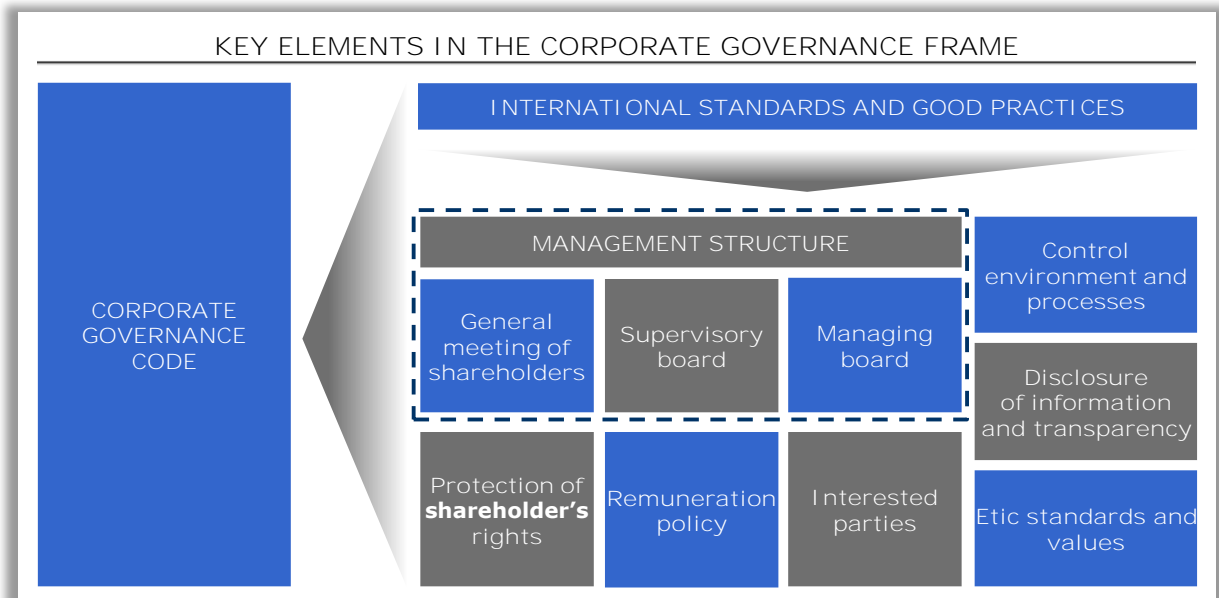 KEY ELEMENTS IN THE CORPORATE GOVERNANCE FRAME
CORPORATE
GOVERNANCE
CODE
INTERNATIONAL STANDARDS AND GOOD PRACTICES
MANAGEMENT STRUCTURE
General
meeting of
shareholders
Supervisory
board
Managing
board
Control
environment and
processes
Disclosure
of information
and transparency
Protection of
shareholder’s
rights
Remuneration
policy
Interested
parties
Etic standards and
values